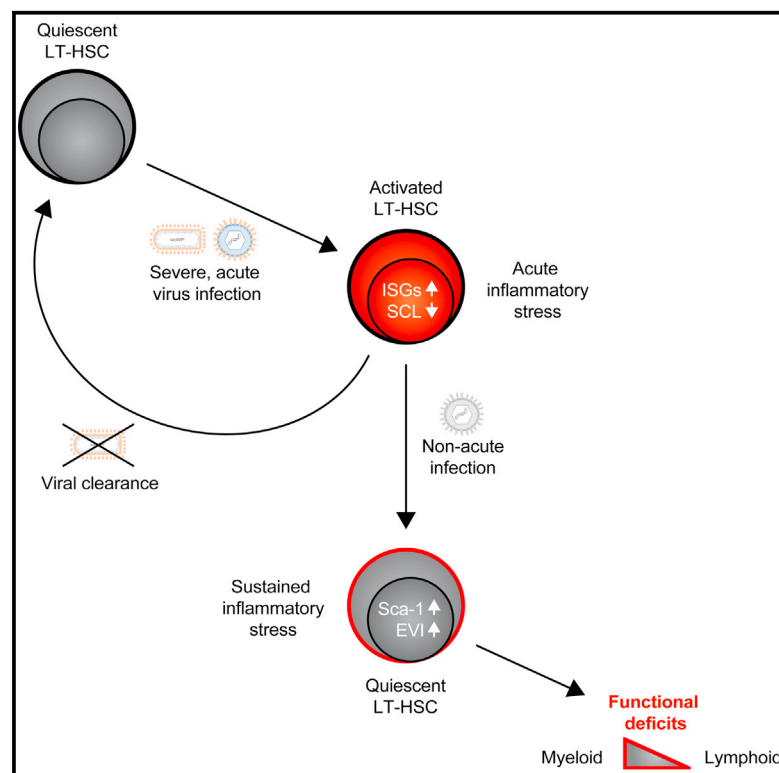 Quiescent
LT-HSC
Activated
LT-HSC
Severe, acute
virus infection
ISGs
SCL
Acute
inflammatory
stress
Non-acute
infection
Viral clearance
Sustained
inflammatory
stress
Sca-1
EVI
Quiescent
LT-HSC
Functional
deficits
Myeloid
Lymphoid